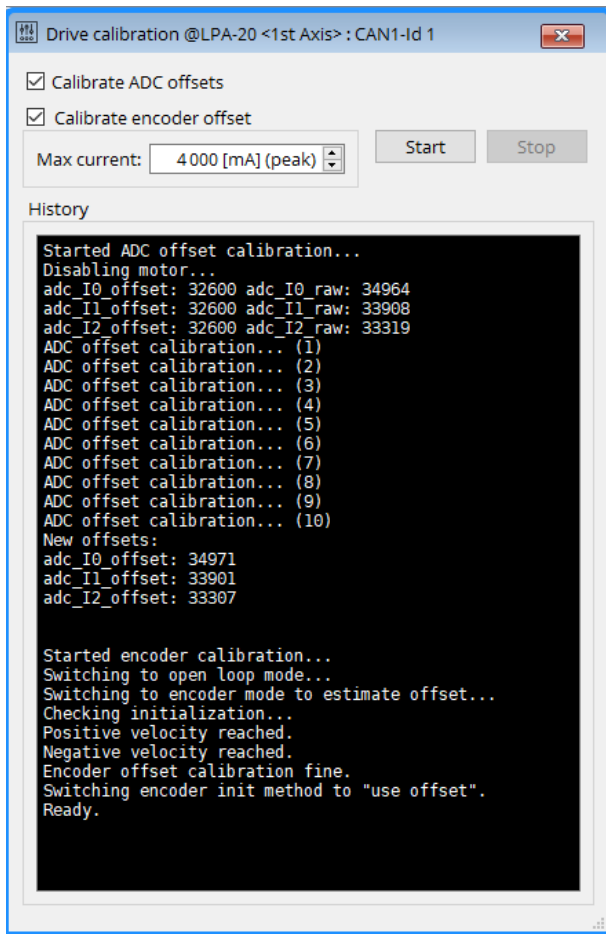 Drive calibration @LPA-20 <1st Axis> : CAN1-Id 1
Calibrate ADC offsets
Calibrate encoder offset
Max current: 4 000 [mA] (peak)
Start
Stop
History
Started ADC offset calibration...
Disabling motor...
adc_I0_offset: 32600 adc_I0_raw: 34964
adc_I1_offset: 32600 adc_I1_raw: 33908
adc_I2_offset: 32600 adc_I2_raw: 33319
ADC offset calibration... (1)
ADC offset calibration... (2)
ADC offset calibration... (3)
ADC offset calibration... (4)
ADC offset calibration... (5)
ADC offset calibration... (6)
ADC offset calibration... (7)
ADC offset calibration... (8)
ADC offset calibration... (9)
ADC offset calibration... (10)
New offsets:
adc_I0_offset: 34971
adc_I1_offset: 33901
adc_I2_offset: 33307
Started encoder calibration...
Switching to open loop mode...
Switching to encoder mode to estimate offset...
Checking initialization...
Positive velocity reached.
Negative velocity reached.
Encoder offset calibration fine.
Switching encoder init method to "use offset".
Ready.